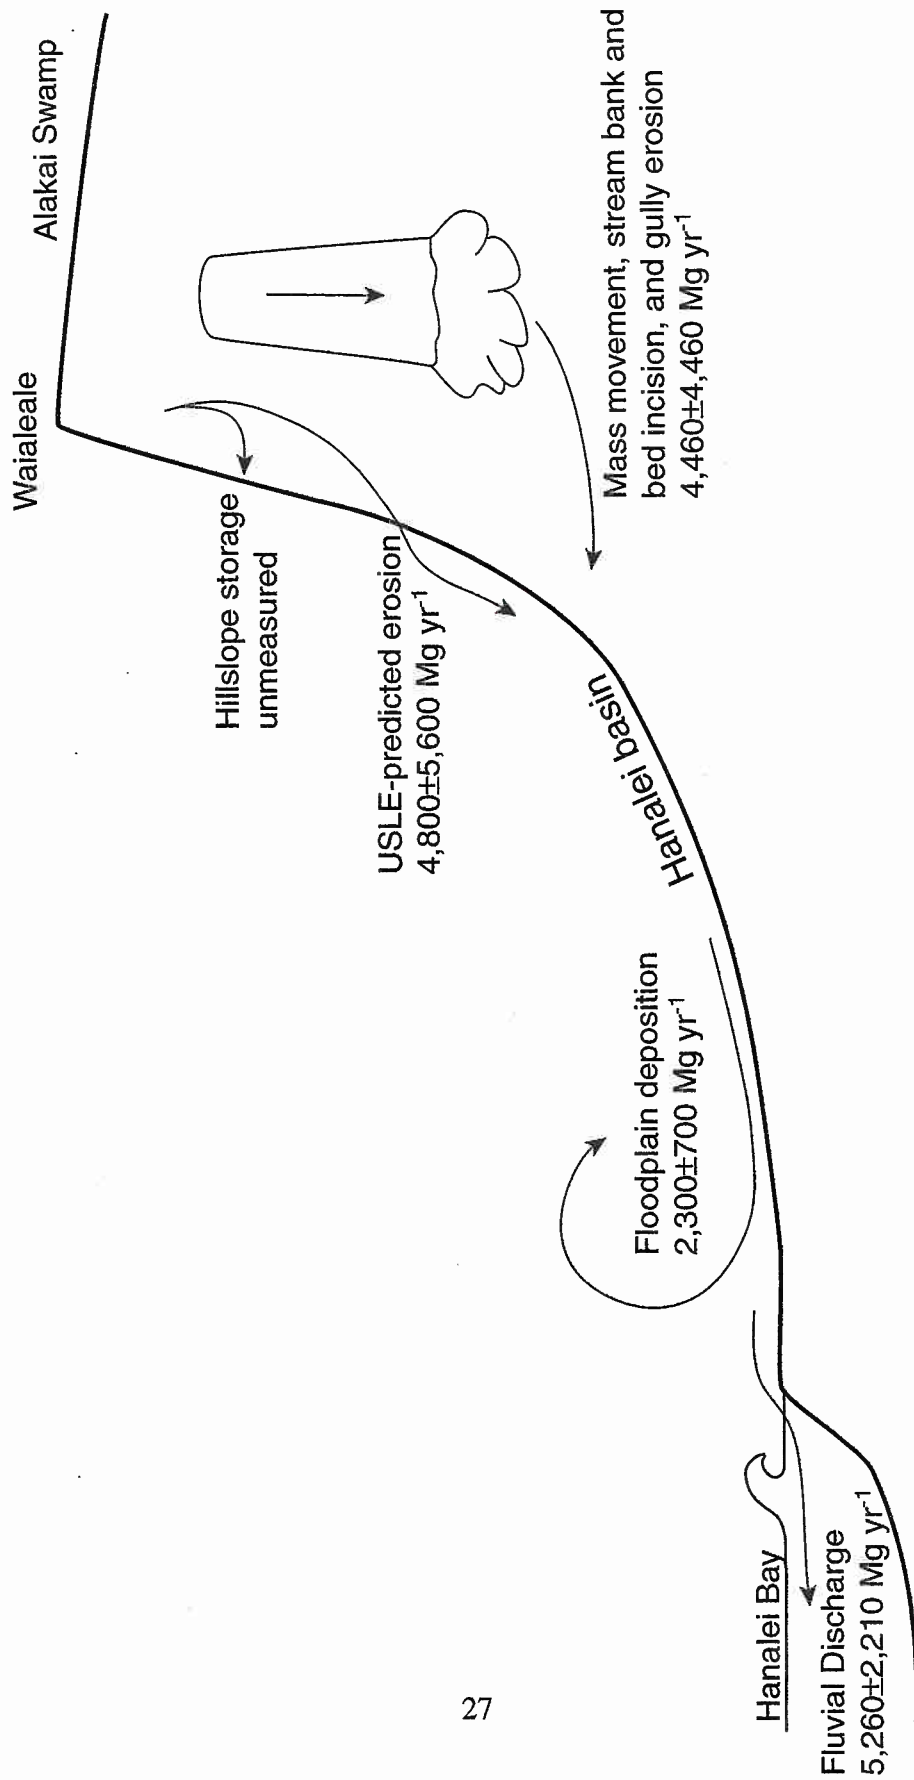 Waialeale
Alakai Swamp
Hillslope storage
unmeasured
USLE-predicted erosion
4,800±5,600 Mg yr-1
Mass movement, stream bank and
bed incision, and gully erosion
4,460±4,460 Mg yr-1
Hanalei basin
Floodplain deposition
2,300±700 Mg yr-1
Hanalei Bay
Fluvial Discharge
5,260±2,210 Mg yr-1
27